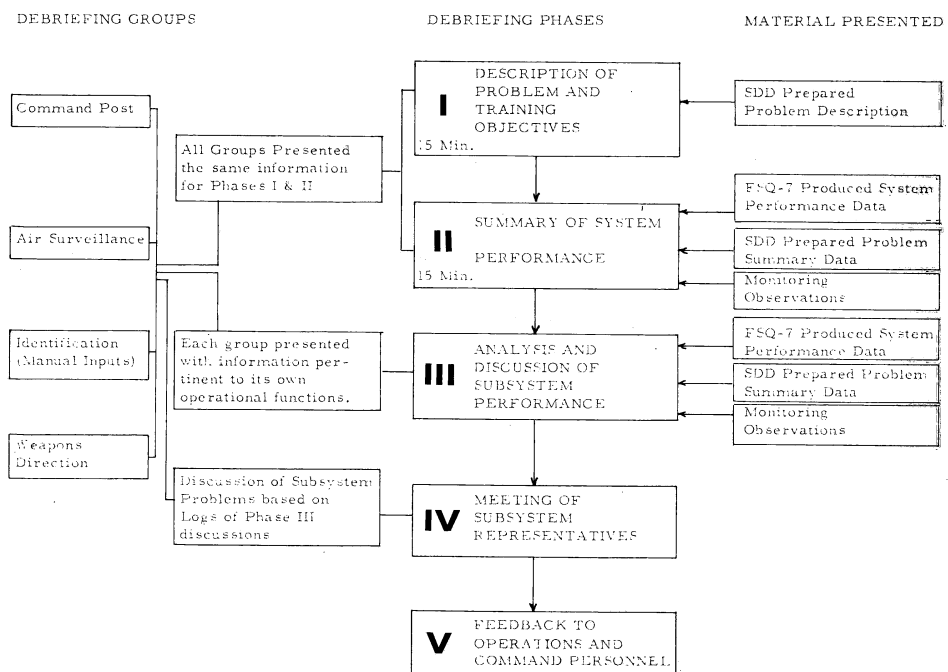 DEBRIEFING GROUPS
DEBRIEFING PHASES
MATERIAL PRESENTED
Command Post
Air Surveillance
Identification
(Manual Inputs)
Weapons
Direction
All Groups Presented
the same information
for Phases I & II
Each group presented
with information per-
tinent to its own
operational functions.
Discussion of Subsystem
Problems based on
Logs of Phase III
discussions
I
DESCRIPTION OF
PROBLEM AND
TRAINING
OBJECTIVES
15 Min.
II
SUMMARY OF SYSTEM
PERFORMANCE
15 Min.
III
ANALYSIS AND
DISCUSSION OF
SUBSYSTEM
PERFORMANCE
IV
MEETING OF
SUBSYSTEM
REPRESENTATIVES
V
FEEDBACK TO
OPERATIONS AND
COMMAND PERSONNEL
SDD Prepared
Problem Description
FSQ-7 Produced System
Performance Data
SDD Prepared Problem
Summary Data
Monitoring
Observations
FSQ-7 Produced System
Performance Data
SDD Prepared Problem
Summary Data
Monitoring
Observations